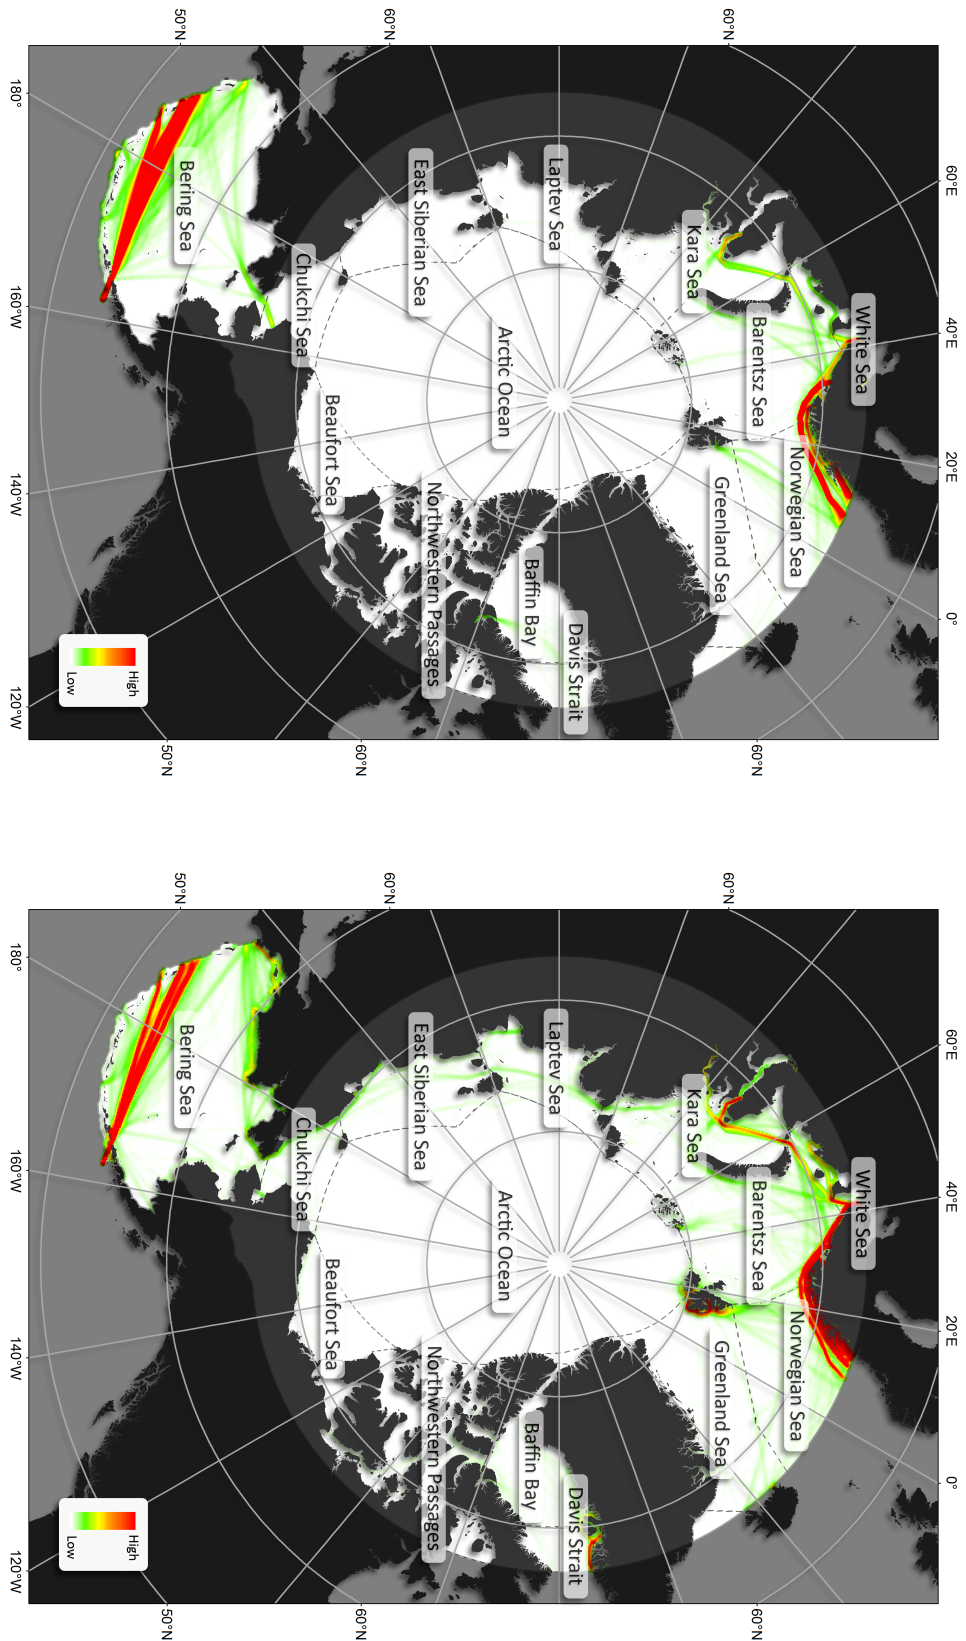 50°N
60°N
60°N
180°
160°W
140°W
120°W
60°E
40°E
20°E
0°
50°N
60°N
60°N
White Sea
Kara Sea
Barentsz Sea
Norwegian Sea
Greenland Sea
Laptev Sea
East Siberian Sea
Chukchi Sea
Bering Sea
Arctic Ocean
Beaufort Sea
Northwestern Passages
Baffin Bay
Davis Strait
High
Low
50°N
60°N
60°N
180°
160°W
140°W
120°W
60°E
40°E
20°E
0°
50°N
60°N
60°N
White Sea
Kara Sea
Barentsz Sea
Norwegian Sea
Greenland Sea
Laptev Sea
East Siberian Sea
Chukchi Sea
Bering Sea
Arctic Ocean
Beaufort Sea
Northwestern Passages
Baffin Bay
Davis Strait
High
Low